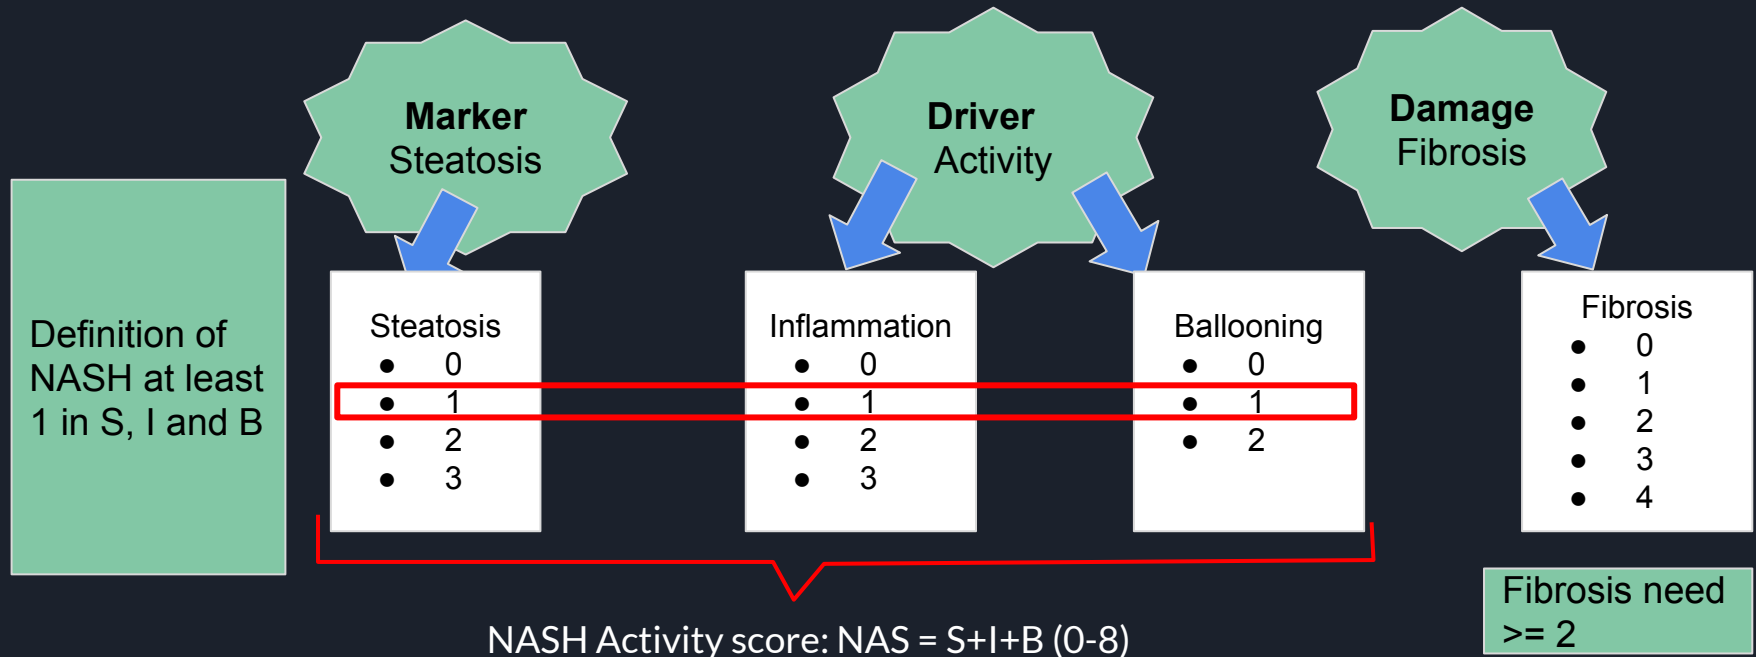 Marker
Steatosis
Driver
Activity
Damage
Fibrosis
Definition of
NASH at least
1 in S, I and B
Steatosis
● 0
● 1
● 2
● 3
Inflammation
● 0
● 1
● 2
● 3
Ballooning
● 0
● 1
● 2
Fibrosis
● 0
● 1
● 2
● 3
● 4
NASH Activity score: NAS = S+I+B (0-8)
Fibrosis need
>= 2